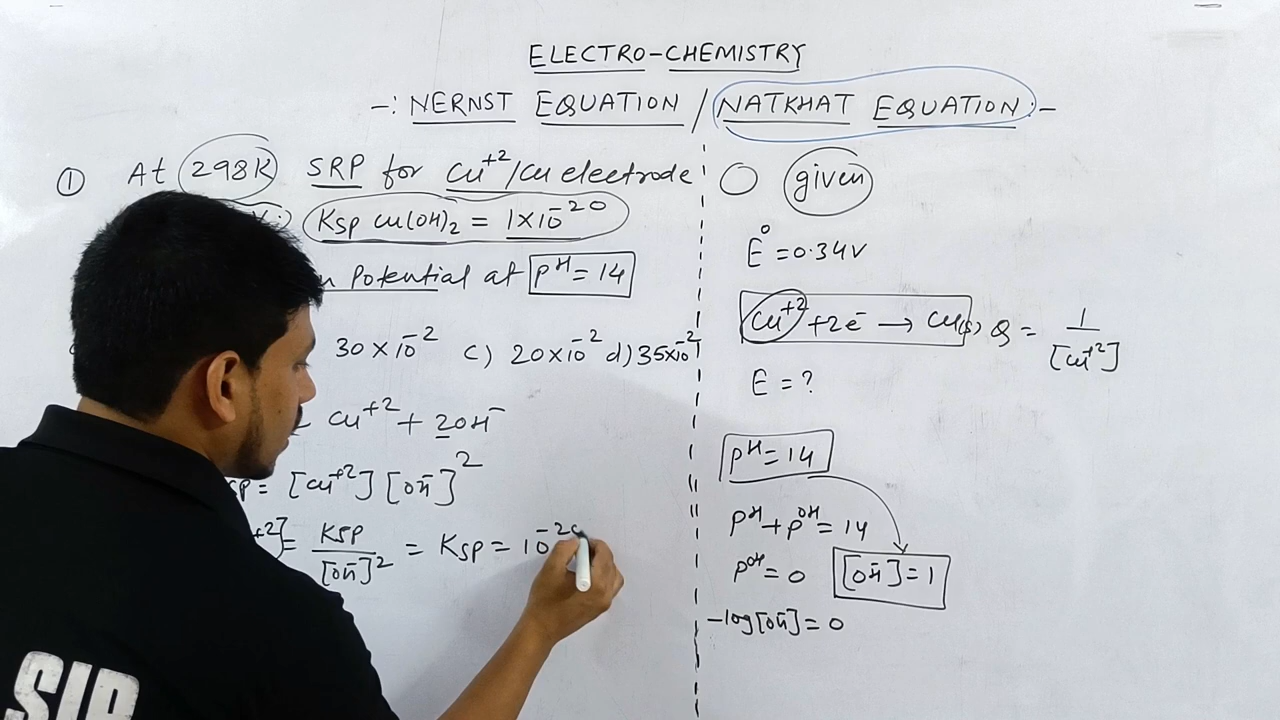 ELECTRO-CHEMISTRY
-: NERNST EQUATION / NATKHAT EQUATION :-
① At 298K SRP for Cu⁺²/Cu electrode
Ksp Cu(OH)₂ = 1×10⁻²⁰
Potential at pH = 14
30×10⁻² c) 20×10⁻² d) 35×10⁻²
Cu⁺² + 2OH⁻
= [Cu⁺²] [OH⁻]²
= Ksp/[OH⁻]² = Ksp = 10⁻²⁰
given
E° = 0.34V
Cu⁺² + 2e⁻ → Cu(s) Q = 1/[Cu⁺²]
E = ?
pH = 14
pH + pOH = 14
pOH = 0 [OH⁻] = 1
-log[OH⁻] = 0
SIR